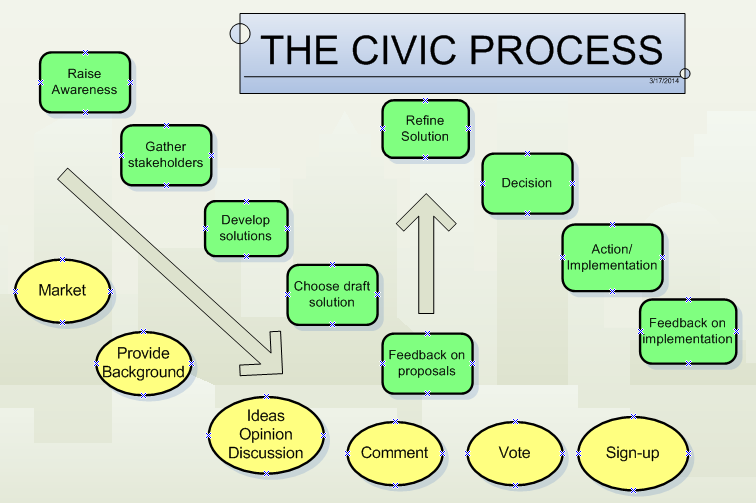 THE CIVIC PROCESS
3/17/2014
Raise
Awareness
Gather
stakeholders
Develop
solutions
Choose draft
solution
Feedback on
proposals
Refine
Solution
Decision
Action/
Implementation
Feedback on
implementation
Market
Provide
Background
Ideas
Opinion
Discussion
Comment
Vote
Sign-up